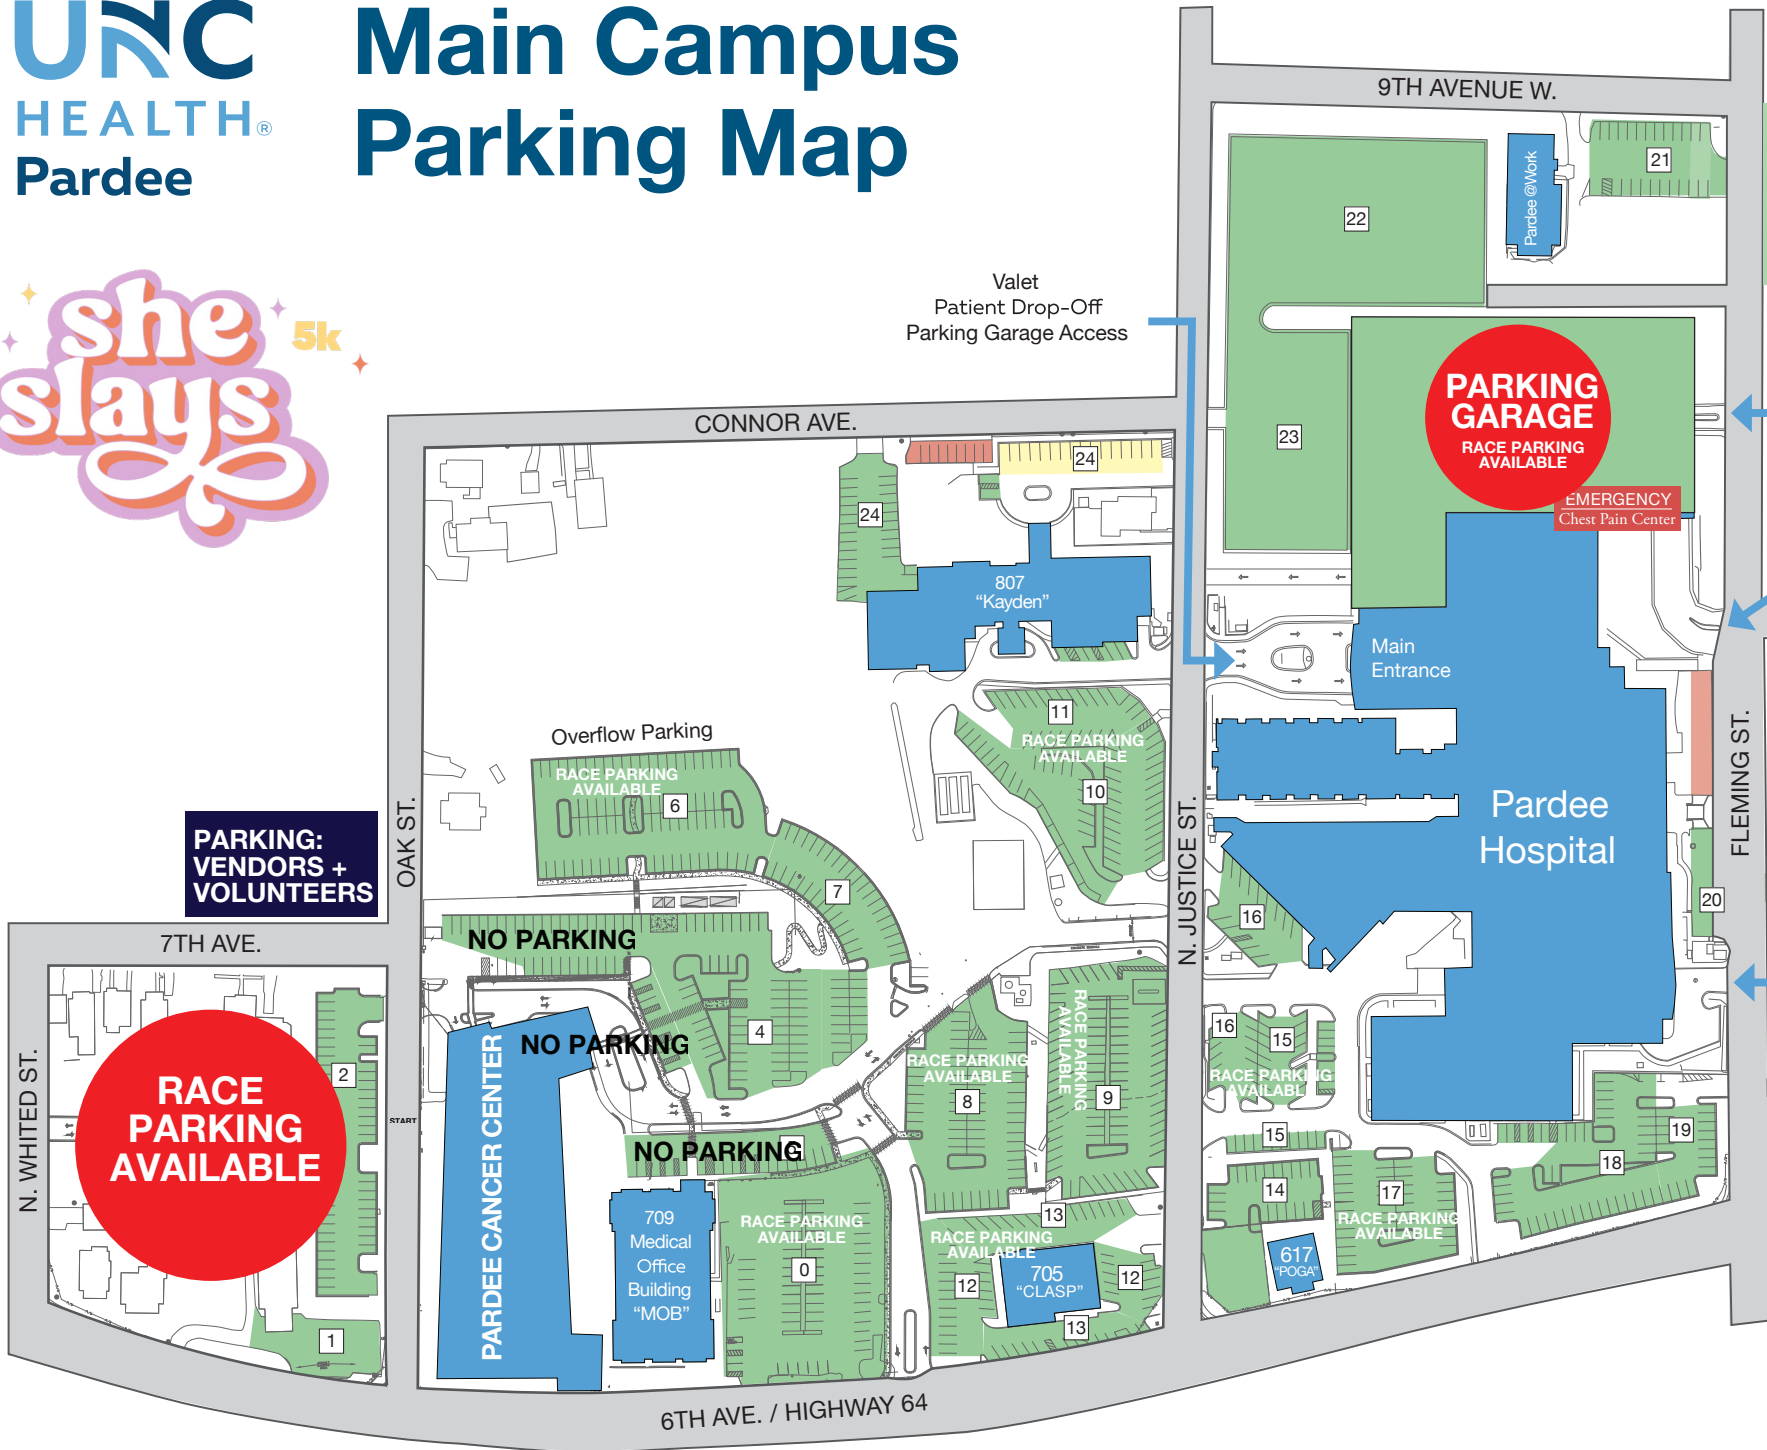 UNC
HEALTH®
Pardee
Main Campus
Parking Map
she
slays
5k
9TH AVENUE W.
21
Pardee @Work
22
Valet
Patient Drop-Off
Parking Garage Access
PARKING
GARAGE
RACE PARKING
AVAILABLE
EMERGENCY
Chest Pain Center
23
CONNOR AVE.
24
24
807
“Kayden”
Main
Entrance
Overflow Parking
RACE PARKING
AVAILABLE
6
11
RACE PARKING
AVAILABLE
10
Pardee
Hospital
FLEMING ST.
N. JUSTICE ST.
OAK ST.
PARKING:
VENDORS +
VOLUNTEERS
7
20
16
7TH AVE.
NO PARKING
4
NO PARKING
PARDEE CANCER CENTER
NO PARKING
RACE PARKING
AVAILABLE
8
RACE PARKING
AVAILABLE
9
16
15
RACE PARKING
AVAILABL
15
19
18
14
17
RACE PARKING
AVAILABLE
617
“POGA”
N. WHITED ST.
RACE
PARKING
AVAILABLE
2
START
1
709
Medical
Office
Building
“MOB”
RACE PARKING
AVAILABLE
0
13
RACE PARKING
AVAILABLE
12
705
“CLASP”
12
13
6TH AVE. / HIGHWAY 64